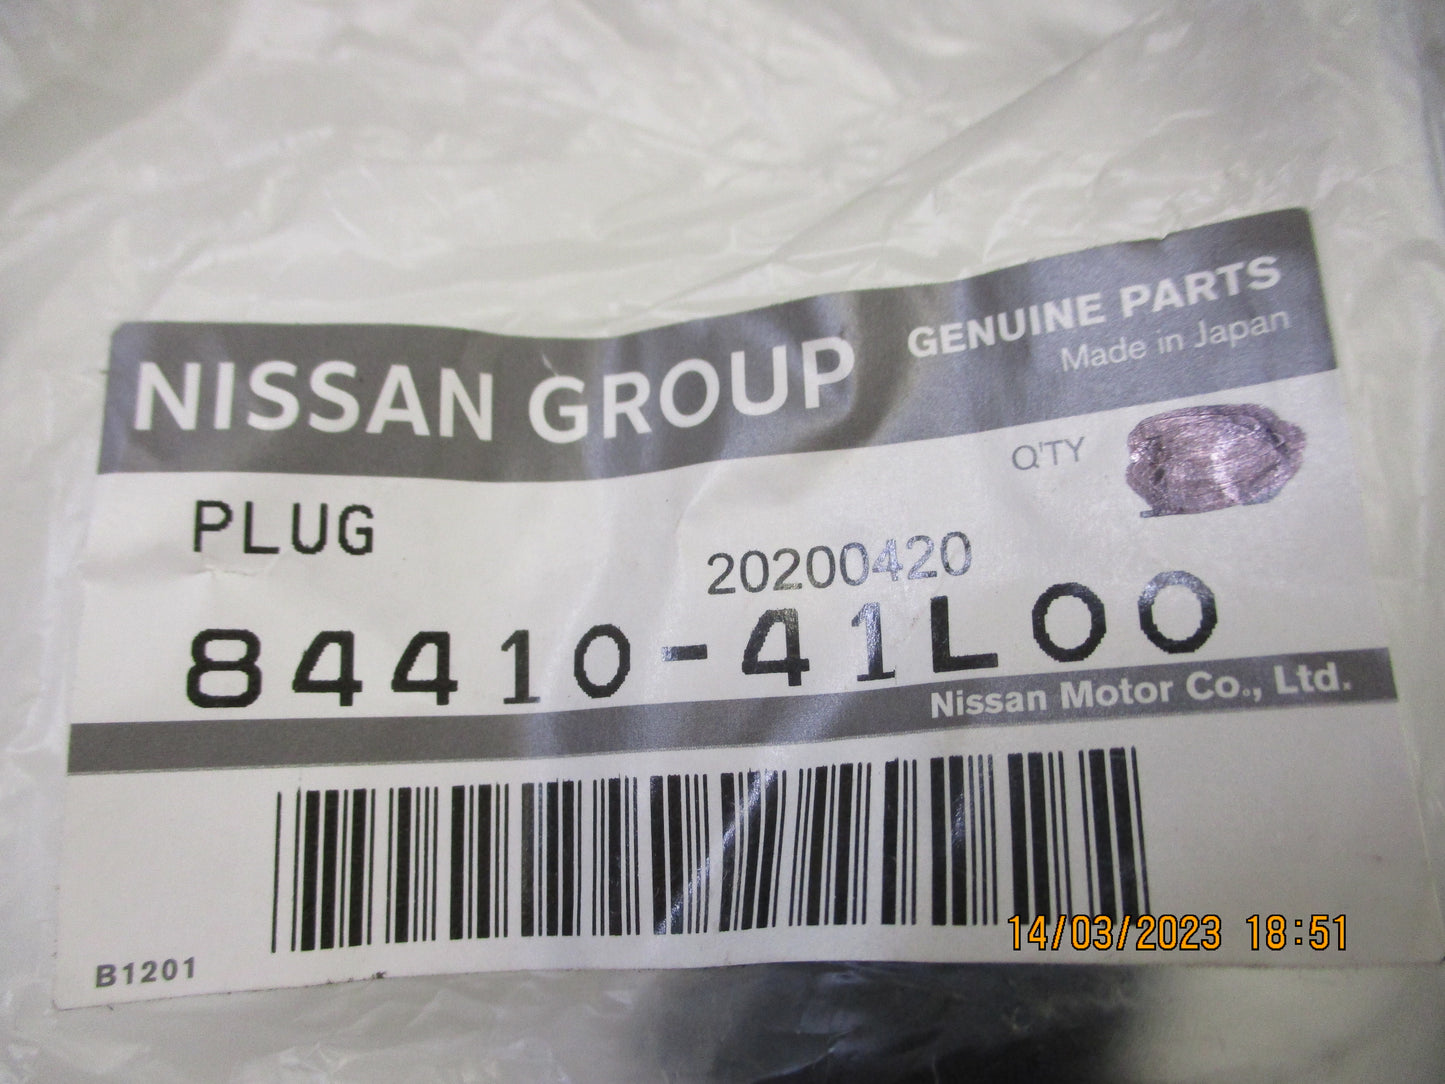 NISSAN GROUP
GENUINE PARTS
Made in Japan
Q'TY
PLUG
20200420
84410-41L00
Nissan Motor Co., Ltd.
B1201
14/03/2023 18:51